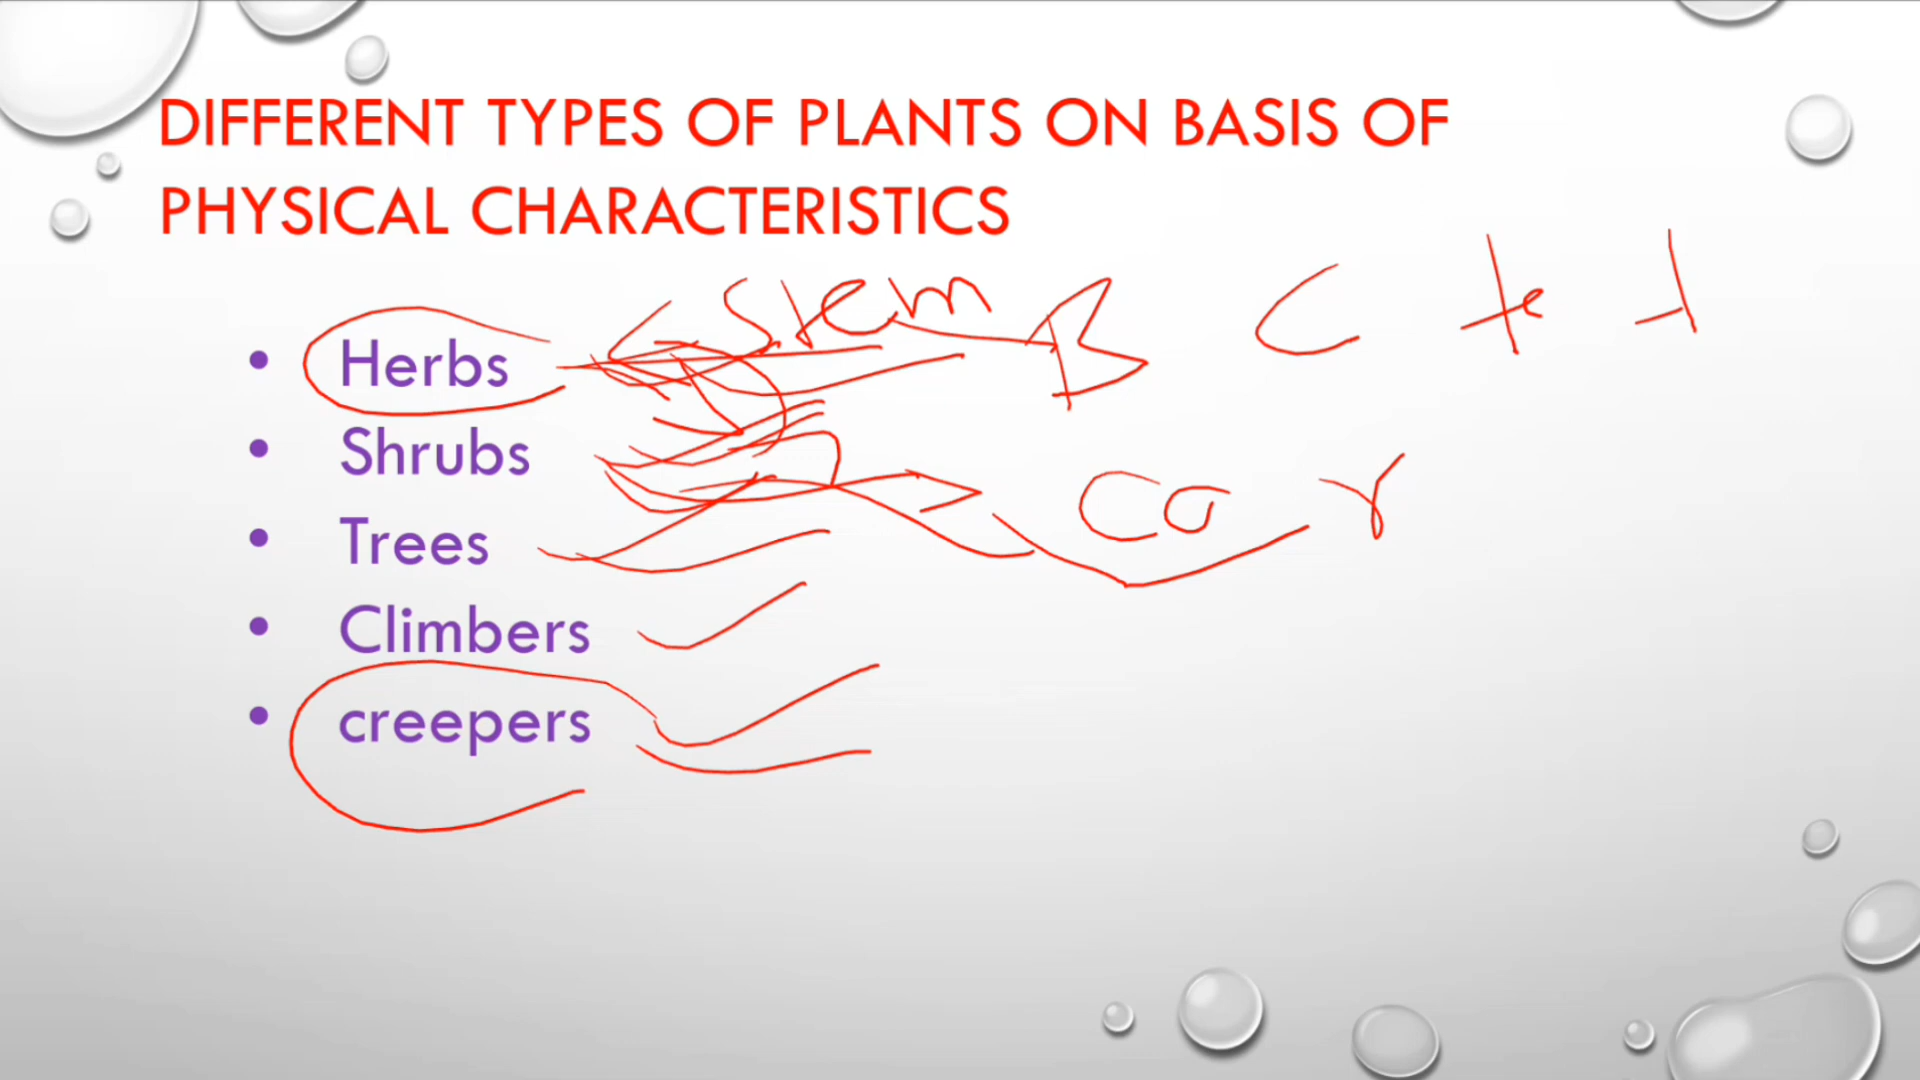 DIFFERENT TYPES OF PLANTS ON BASIS OF
PHYSICAL CHARACTERISTICS
stem
• Herbs
• Shrubs
• Trees
• Climbers
• creepers